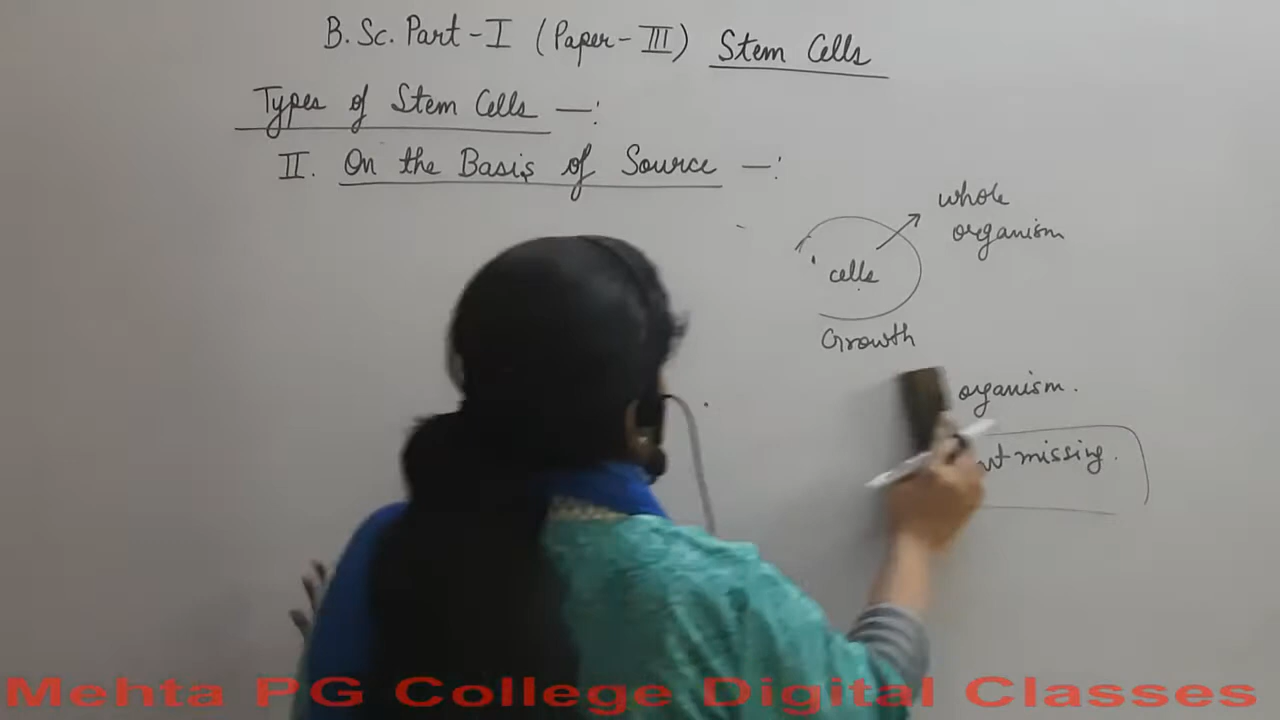 B.Sc. Part-I (Paper-III) Stem Cells
Types of Stem Cells —:
II. On the Basis of Source —:
whole
organism
cells
Growth
organism.
missing.
Mehta PG College Digital Classes